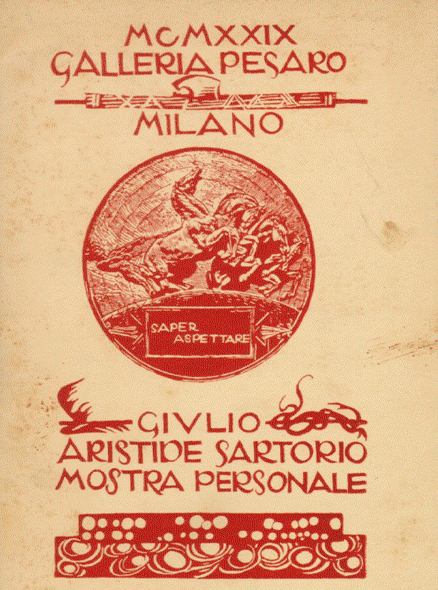 MCMXXIX
GALLERIA PESARO
MILANO
SAPER
ASPETTARE
GIVLIO
ARISTIDE SARTORIO
MOSTRA PERSONALE